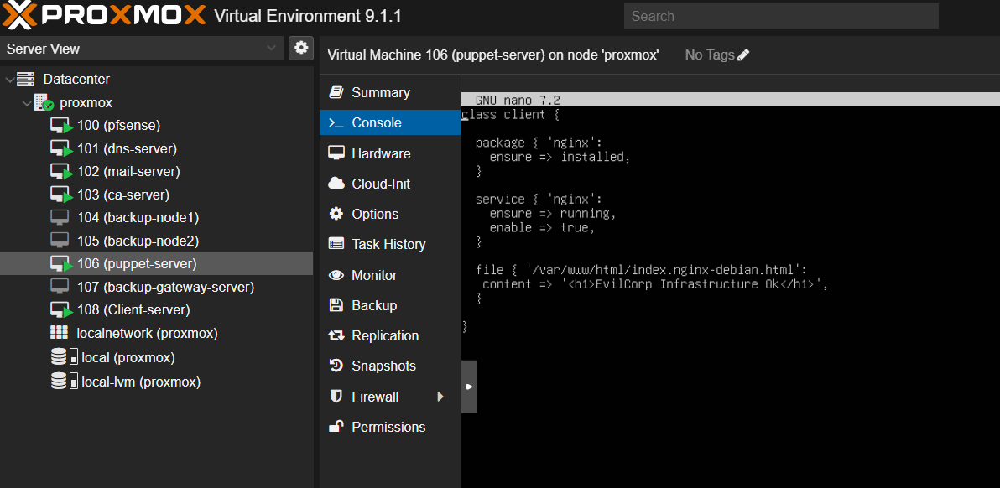 PROXMOX Virtual Environment 9.1.1
Search
Server View
Datacenter
proxmox
100 (pfsense)
101 (dns-server)
102 (mail-server)
103 (ca-server)
104 (backup-node1)
105 (backup-node2)
106 (puppet-server)
107 (backup-gateway-server)
108 (Client-server)
localnetwork (proxmox)
local (proxmox)
local-lvm (proxmox)
Virtual Machine 106 (puppet-server) on node 'proxmox'
No Tags
Summary
Console
Hardware
Cloud-Init
Options
Task History
Monitor
Backup
Replication
Snapshots
Firewall
Permissions
GNU nano 7.2
class client {
package { 'nginx':
ensure => installed,
}
service { 'nginx':
ensure => running,
enable => true,
}
file { '/var/www/html/index.nginx-debian.html':
content => '<h1>EvilCorp Infrastructure Ok</h1>',
}
}